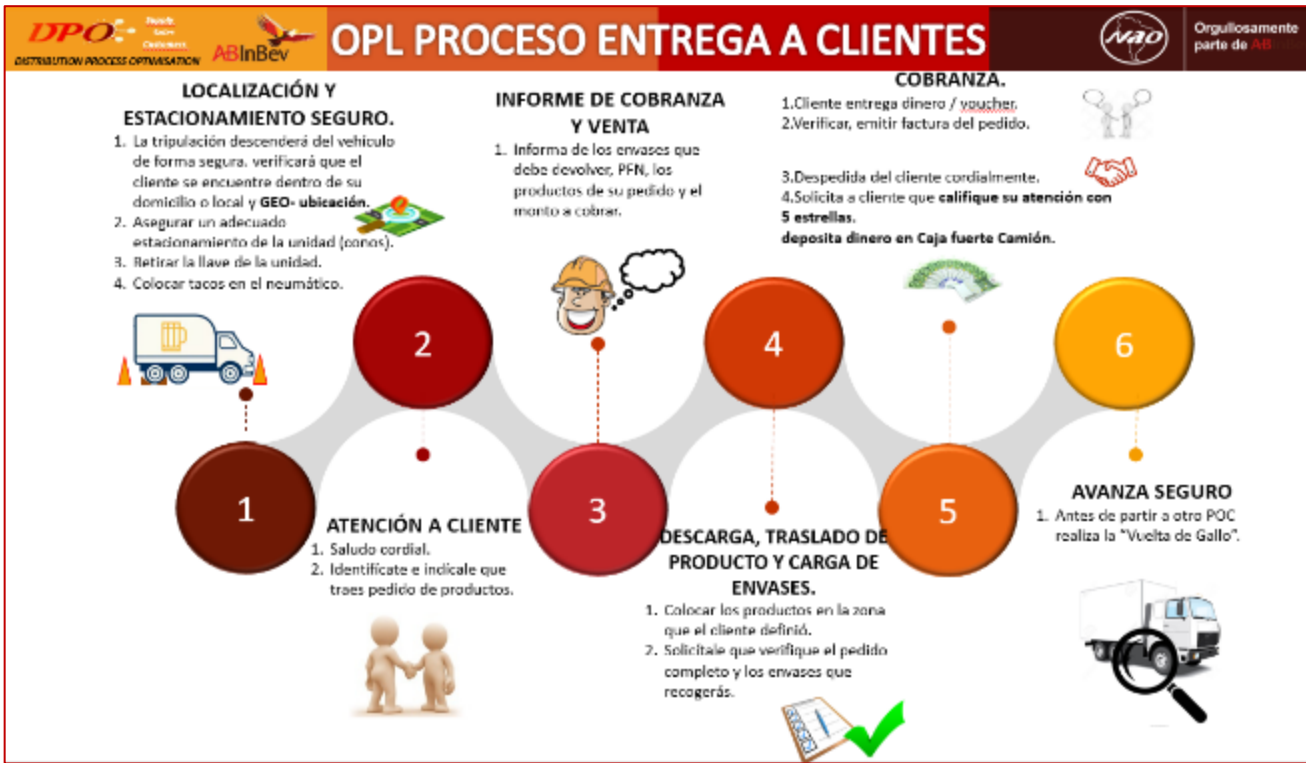 DPO
DISTRIBUTION PROCESS OPTIMISATION
ABInBev
OPL PROCESO ENTREGA A CLIENTES
NAO
Orgullosamente
parte de AB
LOCALIZACIÓN Y
ESTACIONAMIENTO SEGURO.
1. La tripulación descenderá del vehículo
de forma segura. verificará que el
cliente se encuentre dentro de su
domicilio o local y GEO- ubicación.
2. Asegurar un adecuado
estacionamiento de la unidad (conos).
3. Retirar la llave de la unidad.
4. Colocar tacos en el neumático.
INFORME DE COBRANZA
Y VENTA
1. Informa de los envases que
debe devolver, PFN, los
productos de su pedido y el
monto a cobrar.
COBRANZA.
1.Cliente entrega dinero / voucher.
2.Verificar, emitir factura del pedido.
3.Despedida del cliente cordialmente.
4.Solicita a cliente que califique su atención con
5 estrellas.
deposita dinero en Caja fuerte Camión.
2
4
6
1
3
5
ATENCIÓN A CLIENTE
1. Saludo cordial.
2. Identifícate e indícale que
traes pedido de productos.
DESCARGA, TRASLADO DE
PRODUCTO Y CARGA DE
ENVASES.
1. Colocar los productos en la zona
que el cliente definió.
2. Solicítale que verifique el pedido
completo y los envases que
recogerás.
AVANZA SEGURO
1. Antes de partir a otro POC
realiza la "Vuelta de Gallo".